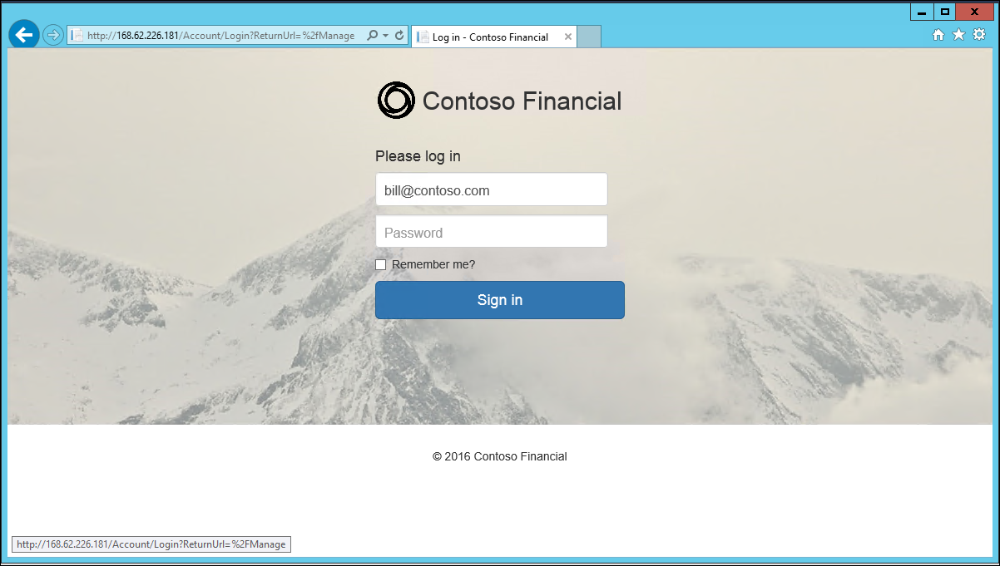 http://168.62.226.181/Account/Login?ReturnUrl=%2fManage
Log in - Contoso Financial
Contoso Financial
Please log in
bill@contoso.com
Password
Remember me?
Sign in
© 2016 Contoso Financial
http://168.62.226.181/Account/Login?ReturnUrl=%2FManage